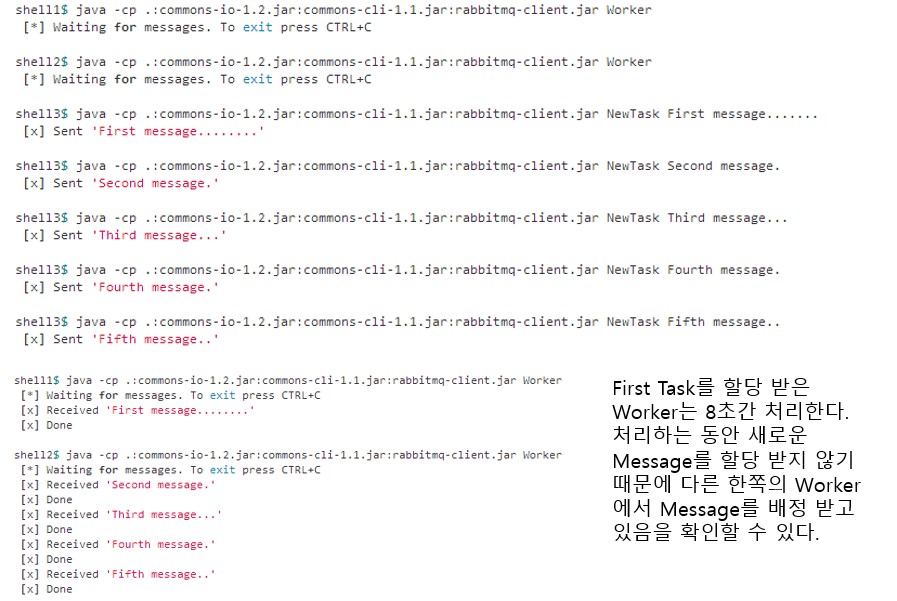 shell1$ java -cp .:commons-io-1.2.jar:commons-cli-1.1.jar:rabbitmq-client.jar Worker
[*] Waiting for messages. To exit press CTRL+C
shell2$ java -cp .:commons-io-1.2.jar:commons-cli-1.1.jar:rabbitmq-client.jar Worker
[*] Waiting for messages. To exit press CTRL+C
shell3$ java -cp .:commons-io-1.2.jar:commons-cli-1.1.jar:rabbitmq-client.jar NewTask First message.......
[x] Sent 'First message........'
shell3$ java -cp .:commons-io-1.2.jar:commons-cli-1.1.jar:rabbitmq-client.jar NewTask Second message.
[x] Sent 'Second message.'
shell3$ java -cp .:commons-io-1.2.jar:commons-cli-1.1.jar:rabbitmq-client.jar NewTask Third message...
[x] Sent 'Third message...'
shell3$ java -cp .:commons-io-1.2.jar:commons-cli-1.1.jar:rabbitmq-client.jar NewTask Fourth message.
[x] Sent 'Fourth message.'
shell3$ java -cp .:commons-io-1.2.jar:commons-cli-1.1.jar:rabbitmq-client.jar NewTask Fifth message..
[x] Sent 'Fifth message..'
shell1$ java -cp .:commons-io-1.2.jar:commons-cli-1.1.jar:rabbitmq-client.jar Worker
[*] Waiting for messages. To exit press CTRL+C
[x] Received 'First message........'
[x] Done
shell2$ java -cp .:commons-io-1.2.jar:commons-cli-1.1.jar:rabbitmq-client.jar Worker
[*] Waiting for messages. To exit press CTRL+C
[x] Received 'Second message.'
[x] Done
[x] Received 'Third message...'
[x] Done
[x] Received 'Fourth message.'
[x] Done
[x] Received 'Fifth message..'
[x] Done
First Task를 할당 받은
Worker는 8초간 처리한다.
처리하는 동안 새로운
Message를 할당 받지 않기
때문에 다른 한쪽의 Worker
에서 Message를 배정 받고
있음을 확인할 수 있다.